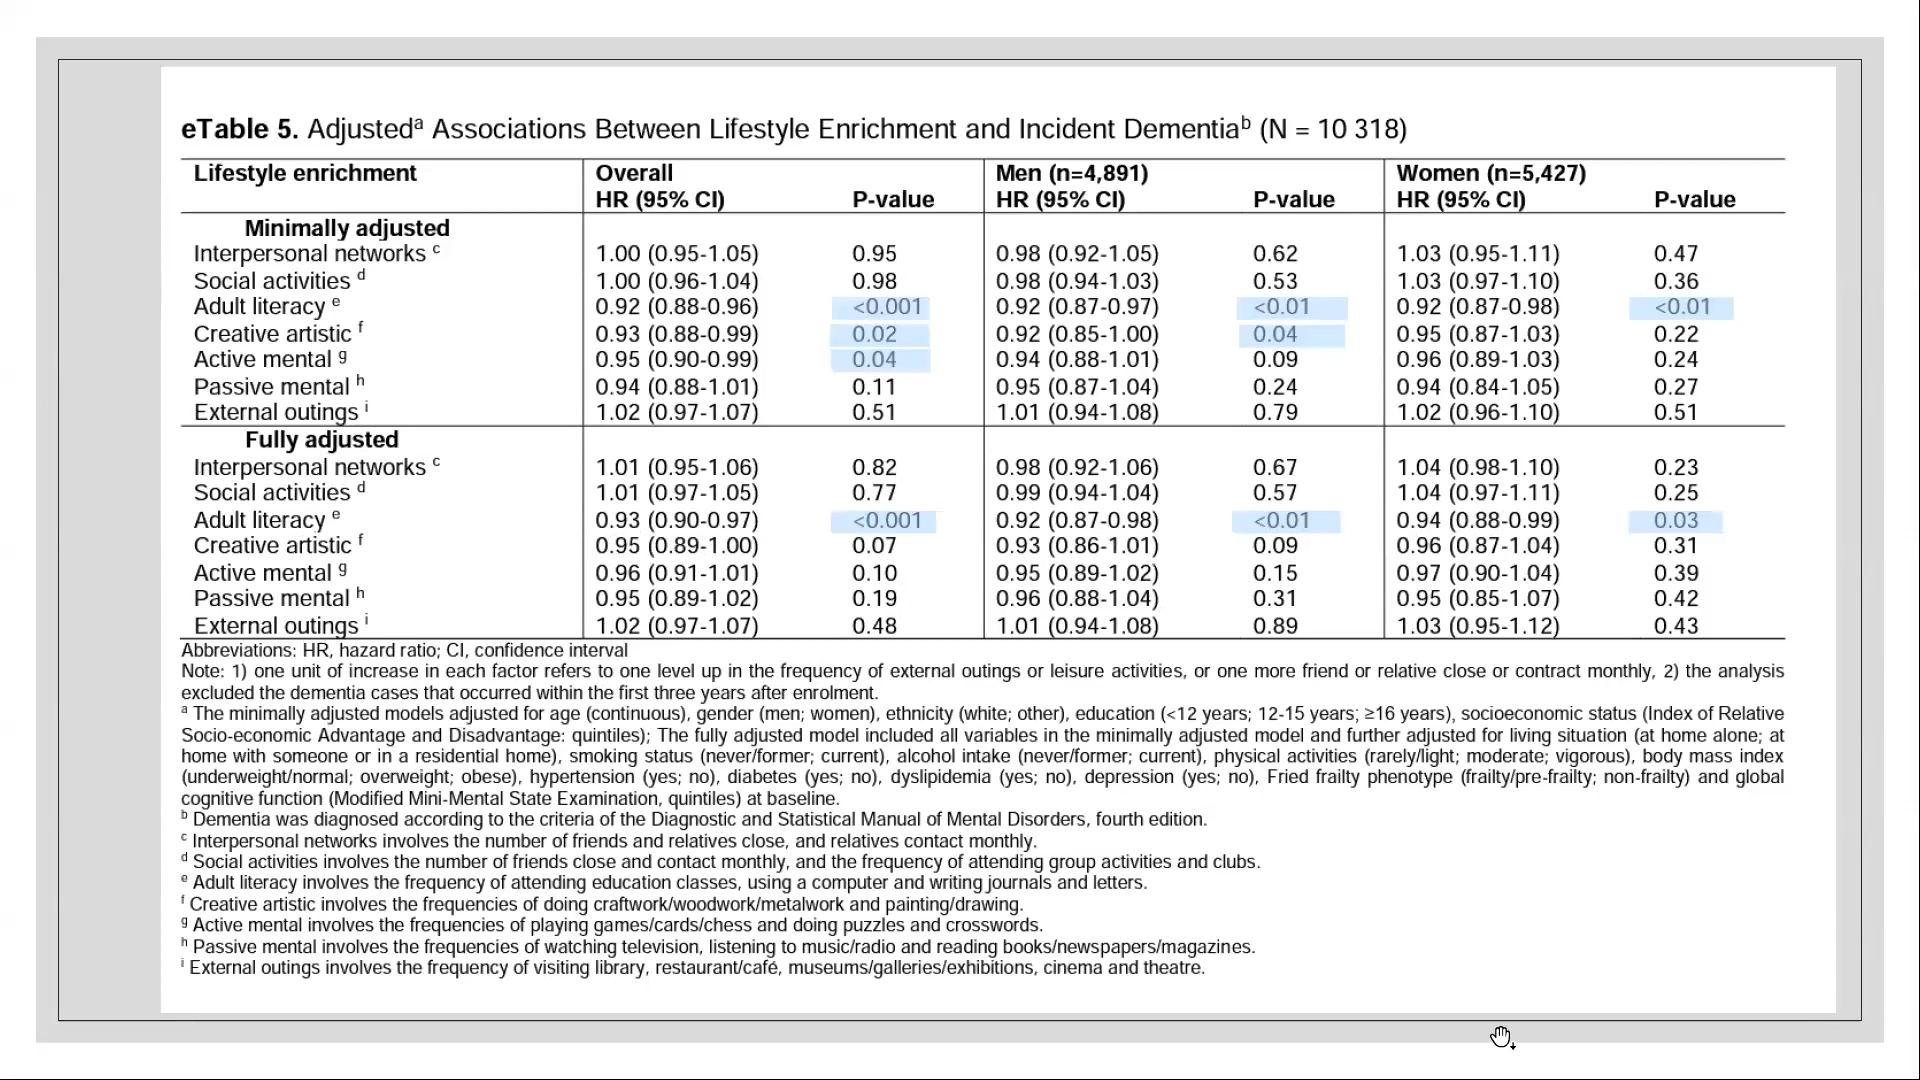 eTable 5. Adjustedᵃ Associations Between Lifestyle Enrichment and Incident Dementiaᵇ (N = 10 318)
Lifestyle enrichment Overall Men (n=4,891) Women (n=5,427)
HR (95% CI) P-value HR (95% CI) P-value HR (95% CI) P-value
Minimally adjusted
Interpersonal networks ᶜ 1.00 (0.95-1.05) 0.95 0.98 (0.92-1.05) 0.62 1.03 (0.95-1.11) 0.47
Social activities ᵈ 1.00 (0.96-1.04) 0.98 0.98 (0.94-1.03) 0.53 1.03 (0.97-1.10) 0.36
Adult literacy ᵉ 0.92 (0.88-0.96) <0.001 0.92 (0.87-0.97) <0.01 0.92 (0.87-0.98) <0.01
Creative artistic ᶠ 0.93 (0.88-0.99) 0.02 0.92 (0.85-1.00) 0.04 0.95 (0.87-1.03) 0.22
Active mental ᵍ 0.95 (0.90-0.99) 0.04 0.94 (0.88-1.01) 0.09 0.96 (0.89-1.03) 0.24
Passive mental ʰ 0.94 (0.88-1.01) 0.11 0.95 (0.87-1.04) 0.24 0.94 (0.84-1.05) 0.27
External outings ⁱ 1.02 (0.97-1.07) 0.51 1.01 (0.94-1.08) 0.79 1.02 (0.96-1.10) 0.51
Fully adjusted
Interpersonal networks ᶜ 1.01 (0.95-1.06) 0.82 0.98 (0.92-1.06) 0.67 1.04 (0.98-1.10) 0.23
Social activities ᵈ 1.01 (0.97-1.05) 0.77 0.99 (0.94-1.04) 0.57 1.04 (0.97-1.11) 0.25
Adult literacy ᵉ 0.93 (0.90-0.97) <0.001 0.92 (0.87-0.98) <0.01 0.94 (0.88-0.99) 0.03
Creative artistic ᶠ 0.95 (0.89-1.00) 0.07 0.93 (0.86-1.01) 0.09 0.96 (0.87-1.04) 0.31
Active mental ᵍ 0.96 (0.91-1.01) 0.10 0.95 (0.89-1.02) 0.15 0.97 (0.90-1.04) 0.39
Passive mental ʰ 0.95 (0.89-1.02) 0.19 0.96 (0.88-1.04) 0.31 0.95 (0.85-1.07) 0.42
External outings ⁱ 1.02 (0.97-1.07) 0.48 1.01 (0.94-1.08) 0.89 1.03 (0.95-1.12) 0.43
Abbreviations: HR, hazard ratio; CI, confidence interval
Note: 1) one unit of increase in each factor refers to one level up in the frequency of external outings or leisure activities, or one more friend or relative close or contract monthly, 2) the analysis
excluded the dementia cases that occurred within the first three years after enrolment.
ᵃ The minimally adjusted models adjusted for age (continuous), gender (men; women), ethnicity (white; other), education (<12 years; 12-15 years; ≥16 years), socioeconomic status (Index of Relative
Socio-economic Advantage and Disadvantage: quintiles); The fully adjusted model included all variables in the minimally adjusted model and further adjusted for living situation (at home alone; at
home with someone or in a residential home), smoking status (never/former; current), alcohol intake (never/former; current), physical activities (rarely/light; moderate; vigorous), body mass index
(underweight/normal; overweight; obese), hypertension (yes; no), diabetes (yes; no), dyslipidemia (yes; no), depression (yes; no), Fried frailty phenotype (frailty/pre-frailty; non-frailty) and global
cognitive function (Modified Mini-Mental State Examination, quintiles) at baseline.
ᵇ Dementia was diagnosed according to the criteria of the Diagnostic and Statistical Manual of Mental Disorders, fourth edition.
ᶜ Interpersonal networks involves the number of friends and relatives close, and relatives contact monthly.
ᵈ Social activities involves the number of friends close and contact monthly, and the frequency of attending group activities and clubs.
ᵉ Adult literacy involves the frequency of attending education classes, using a computer and writing journals and letters.
ᶠ Creative artistic involves the frequencies of doing craftwork/woodwork/metalwork and painting/drawing.
ᵍ Active mental involves the frequencies of playing games/cards/chess and doing puzzles and crosswords.
ʰ Passive mental involves the frequencies of watching television, listening to music/radio and reading books/newspapers/magazines.
ⁱ External outings involves the frequency of visiting library, restaurant/café, museums/galleries/exhibitions, cinema and theatre.